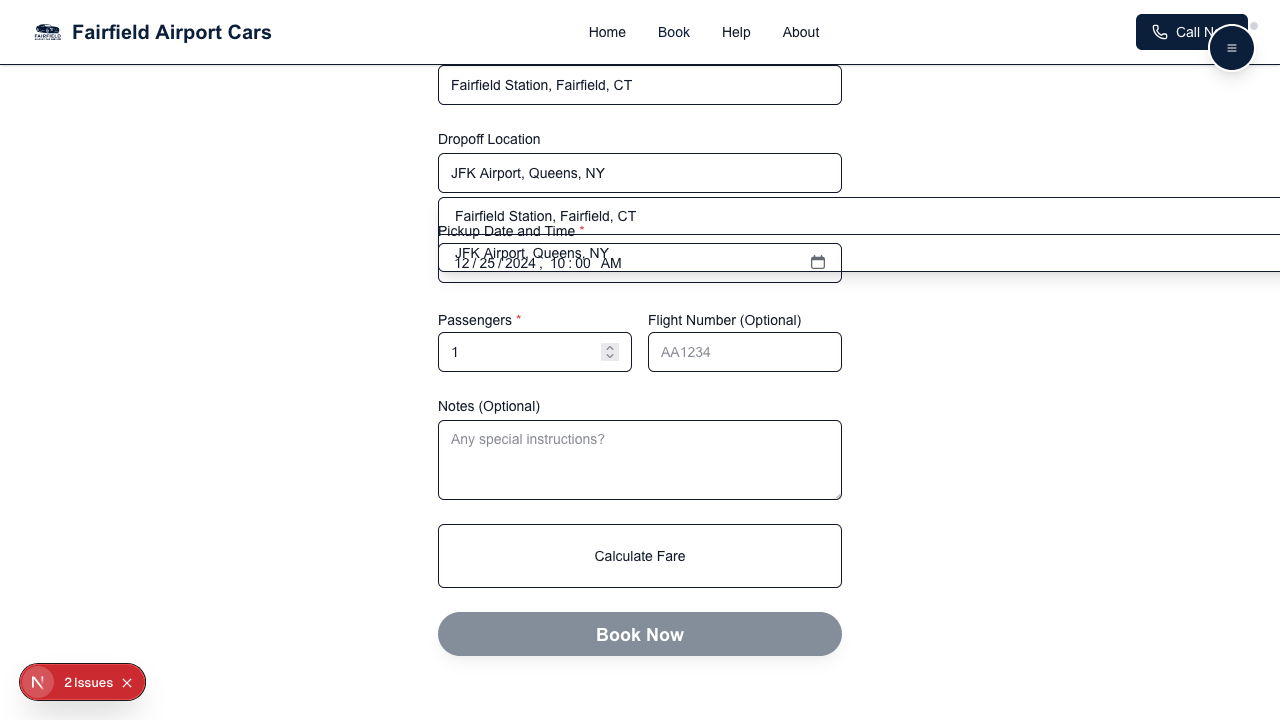 Fairfield Airport Cars
Home
Book
Help
About
Call N
Fairfield Station, Fairfield, CT
Dropoff Location
JFK Airport, Queens, NY
Fairfield Station, Fairfield, CT
Pickup Date and Time *
JFK Airport, Queens, NY
12/25/2024, 10:00 AM
Passengers *
Flight Number (Optional)
1
AA1234
Notes (Optional)
Any special instructions?
Calculate Fare
Book Now
N
2 Issues